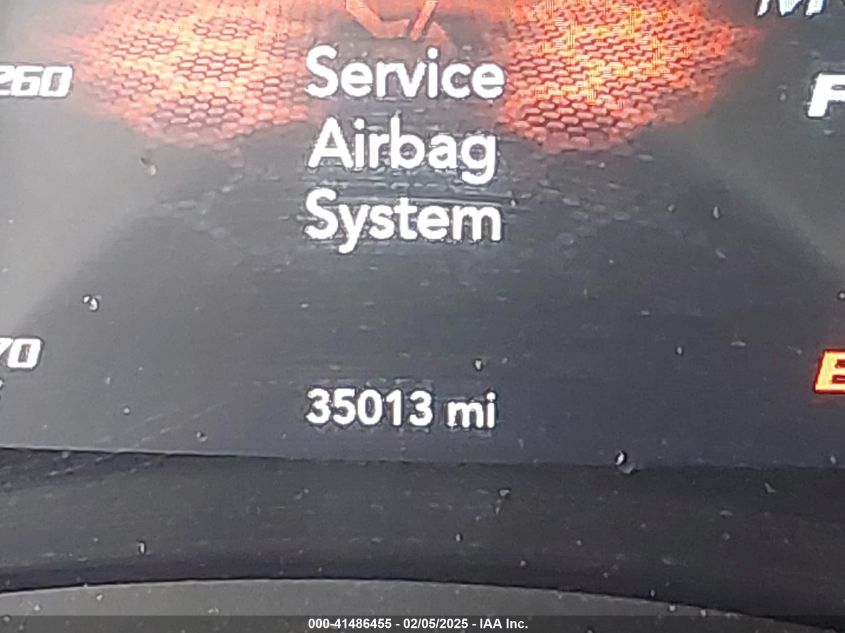 260
Service
Airbag
System
70
35013 mi
000-41486455 - 02/05/2025 - IAA Inc.